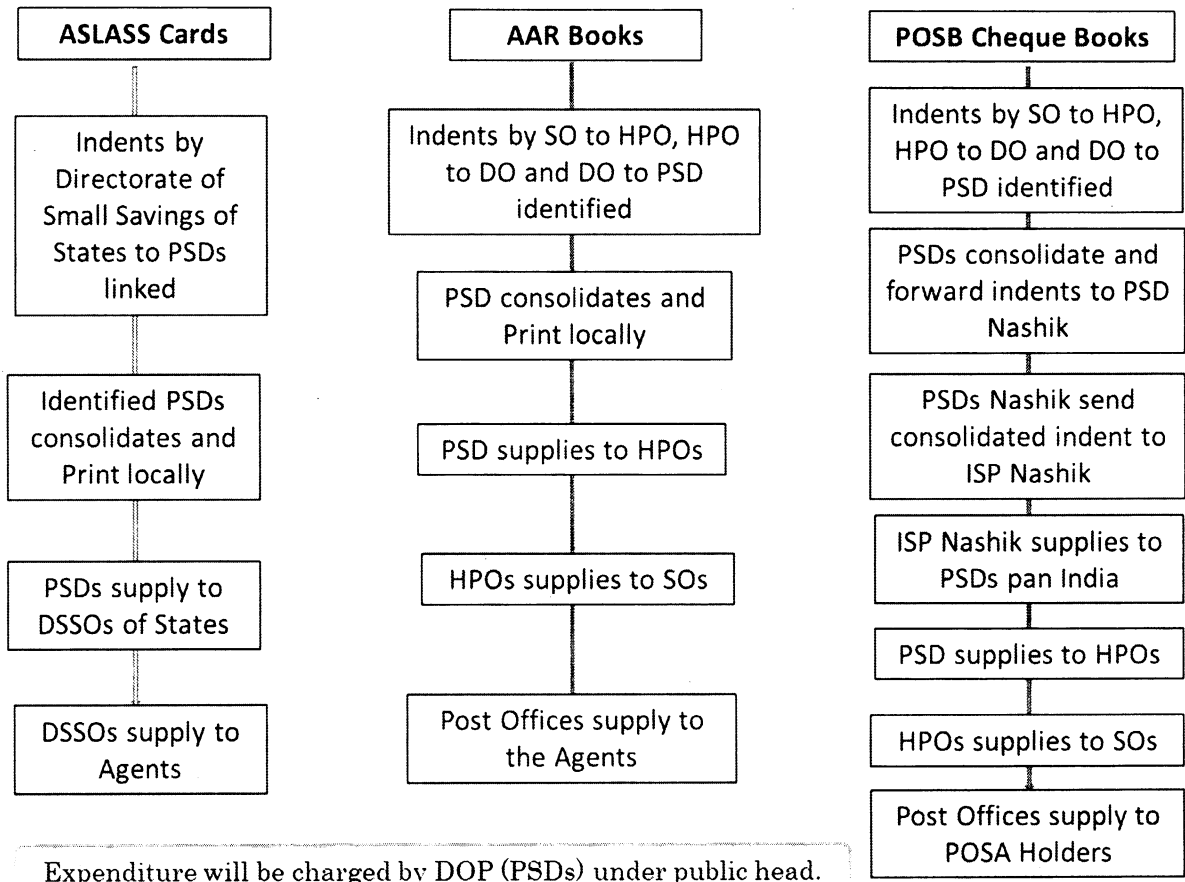 ASLASS Cards
Indents by
Directorate of
Small Savings of
States to PSDs
linked
Identified PSDs
consolidates and
Print locally
PSDs supply to
DSSOs of States
DSSOs supply to
Agents
AAR Books
Indents by SO to HPO, HPO
to DO and DO to PSD
identified
PSD consolidates and
Print locally
PSD supplies to HPOs
HPOs supplies to SOs
Post Offices supply to
the Agents
POSB Cheque Books
Indents by SO to HPO,
HPO to DO and DO to
PSD identified
PSDs consolidate and
forward indents to PSD
Nashik
PSDs Nashik send
consolidated indent to
ISP Nashik
ISP Nashik supplies to
PSDs pan India
PSD supplies to HPOs
HPOs supplies to SOs
Post Offices supply to
POSA Holders
Expenditure will be charged by DOP (PSDs) under public head.